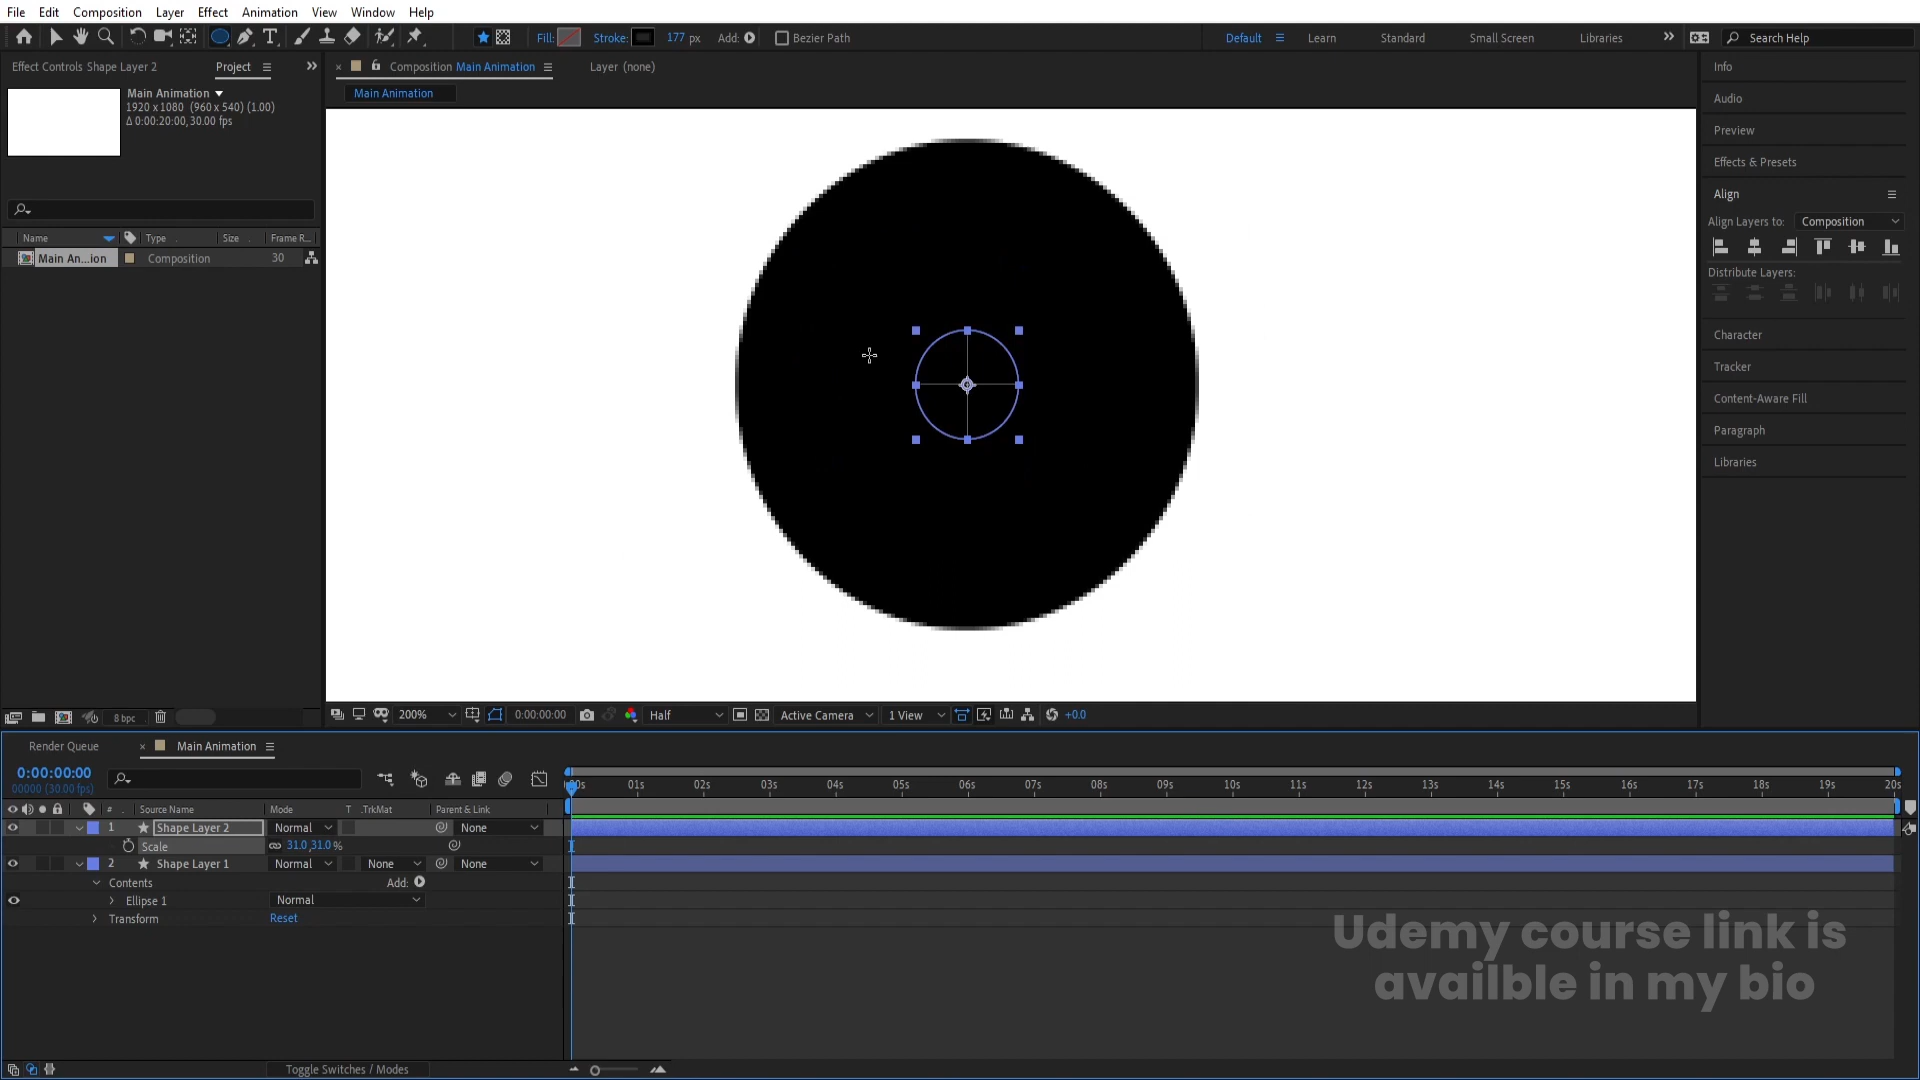 File Edit Composition Layer Effect Animation View Window Help
Fill: Stroke: 177 px Add: Bezier Path Default Learn Standard Small Screen Libraries Search Help
Effect Controls Shape Layer 2 Project
Composition Main Animation Layer (none)
Main Animation
Main Animation
1920 x 1080 (960 x 540) (1.00)
Δ 0:00:20:00, 30.00 fps
Name Type Size Frame R...
Main An...ion Composition 30
8 bpc
200% 0:00:00:00 Half Active Camera 1 View +0.0
Info
Audio
Preview
Effects & Presets
Align
Align Layers to: Composition
Distribute Layers:
Character
Tracker
Content-Aware Fill
Paragraph
Libraries
Render Queue Main Animation
0:00:00:00
00000 (30.00 fps)
:00s 01s 02s 03s 04s 05s 06s 07s 08s 09s 10s 11s 12s 13s 14s 15s 16s 17s 18s 19s 20s
# Source Name Mode T .TrkMat Parent & Link
1 Shape Layer 2 Normal None
Scale 31.0,31.0%
2 Shape Layer 1 Normal None None
Contents Add:
Ellipse 1 Normal
Transform Reset
Udemy course link is
availble in my bio
Toggle Switches / Modes